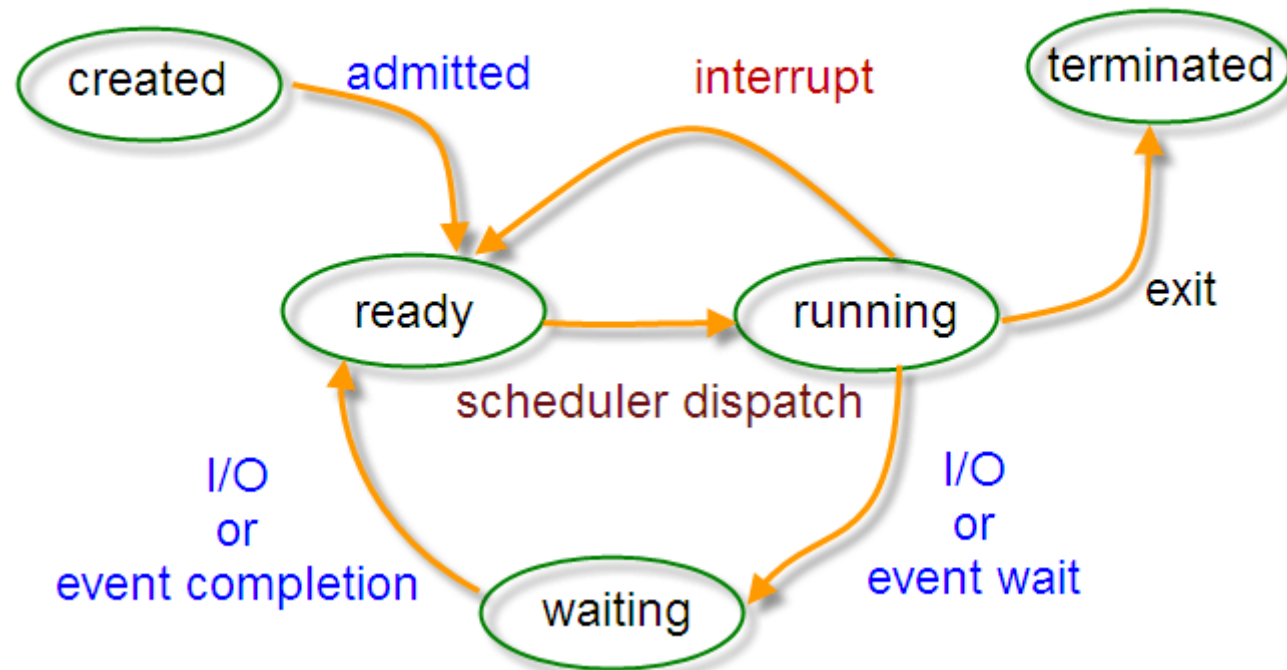 created
admitted
interrupt
terminated
ready
running
exit
scheduler dispatch
I/O
or
event completion
I/O
or
event wait
waiting